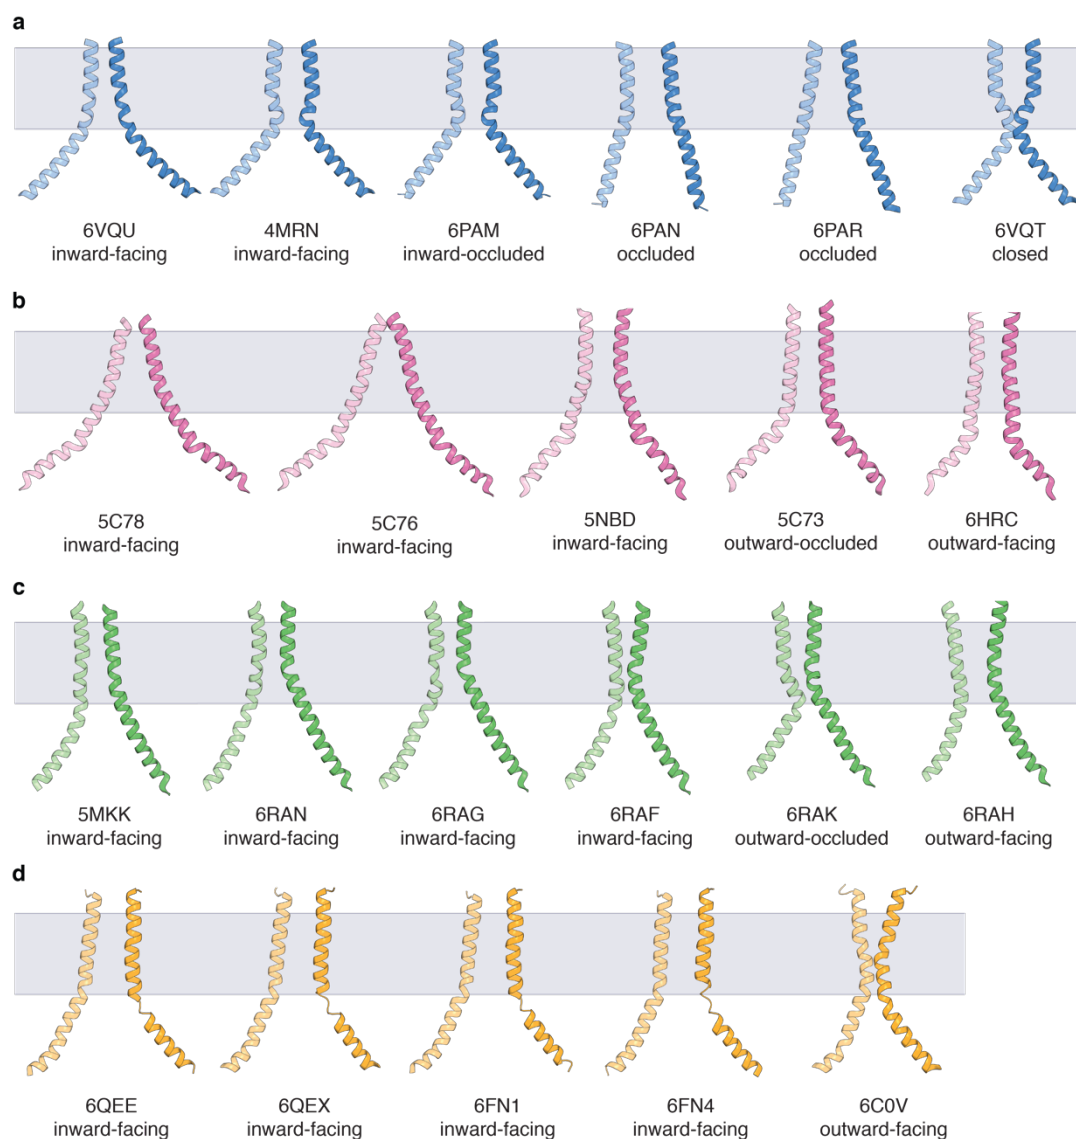 a
6VQU 4MRN 6PAM 6PAN 6PAR 6VQT
inward-facing inward-facing inward-occluded occluded occluded closed
b
5C78 5C76 5NBD 5C73 6HRC
inward-facing inward-facing inward-facing outward-occluded outward-facing
c
5MKK 6RAN 6RAG 6RAF 6RAK 6RAH
inward-facing inward-facing inward-facing inward-facing outward-occluded outward-facing
d
6QEE 6QEX 6FN1 6FN4 6C0V
inward-facing inward-facing inward-facing inward-facing outward-facing